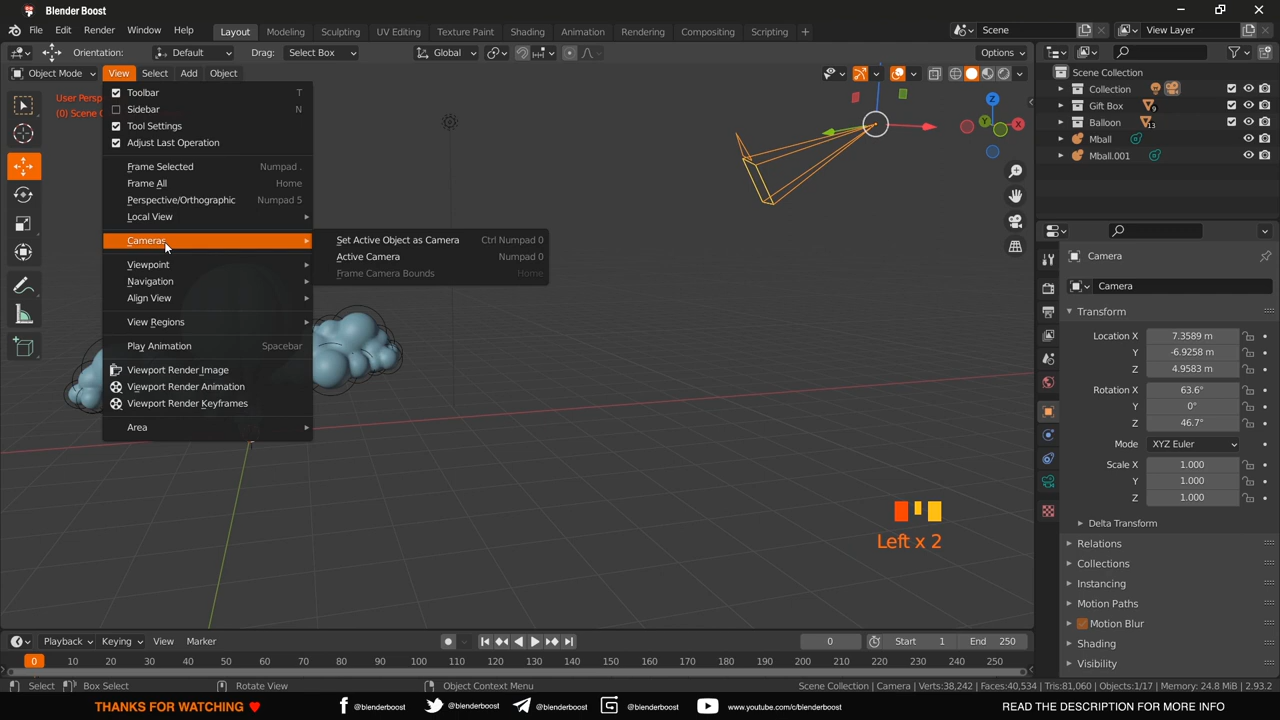 Blender Boost
File Edit Render Window Help Layout Modeling Sculpting UV Editing Texture Paint Shading Animation Rendering Compositing Scripting + Scene View Layer
Orientation: Default Drag: Select Box Global Options
Object Mode View Select Add Object
User Persp
(0) Scene C
Toolbar T
Sidebar N
Tool Settings
Adjust Last Operation
Frame Selected Numpad .
Frame All Home
Perspective/Orthographic Numpad 5
Local View
Cameras
Viewpoint
Navigation
Align View
View Regions
Play Animation Spacebar
Viewport Render Image
Viewport Render Animation
Viewport Render Keyframes
Area
Set Active Object as Camera Ctrl Numpad 0
Active Camera Numpad 0
Frame Camera Bounds Home
Z
Y
X
Left x 2
Scene Collection
Collection
Gift Box 9
Balloon 13
Mball
Mball.001
Camera
Camera
Transform
Location X 7.3589 m
Y -6.9258 m
Z 4.9583 m
Rotation X 63.6°
Y 0°
Z 46.7°
Mode XYZ Euler
Scale X 1.000
Y 1.000
Z 1.000
Delta Transform
Relations
Collections
Instancing
Motion Paths
Motion Blur
Shading
Visibility
Playback Keying View Marker 0 Start 1 End 250
0 10 20 30 40 50 60 70 80 90 100 110 120 130 140 150 160 170 180 190 200 210 220 230 240 250
Select Box Select Rotate View Object Context Menu Scene Collection | Camera | Verts:38,242 | Faces:40,534 | Tris:81,060 | Objects:1/17 | Memory: 24.8 MiB | 2.93.2
THANKS FOR WATCHING @blenderboost @blenderboost @blenderboost @blenderboost www.youtube.com/c/blenderboost READ THE DESCRIPTION FOR MORE INFO